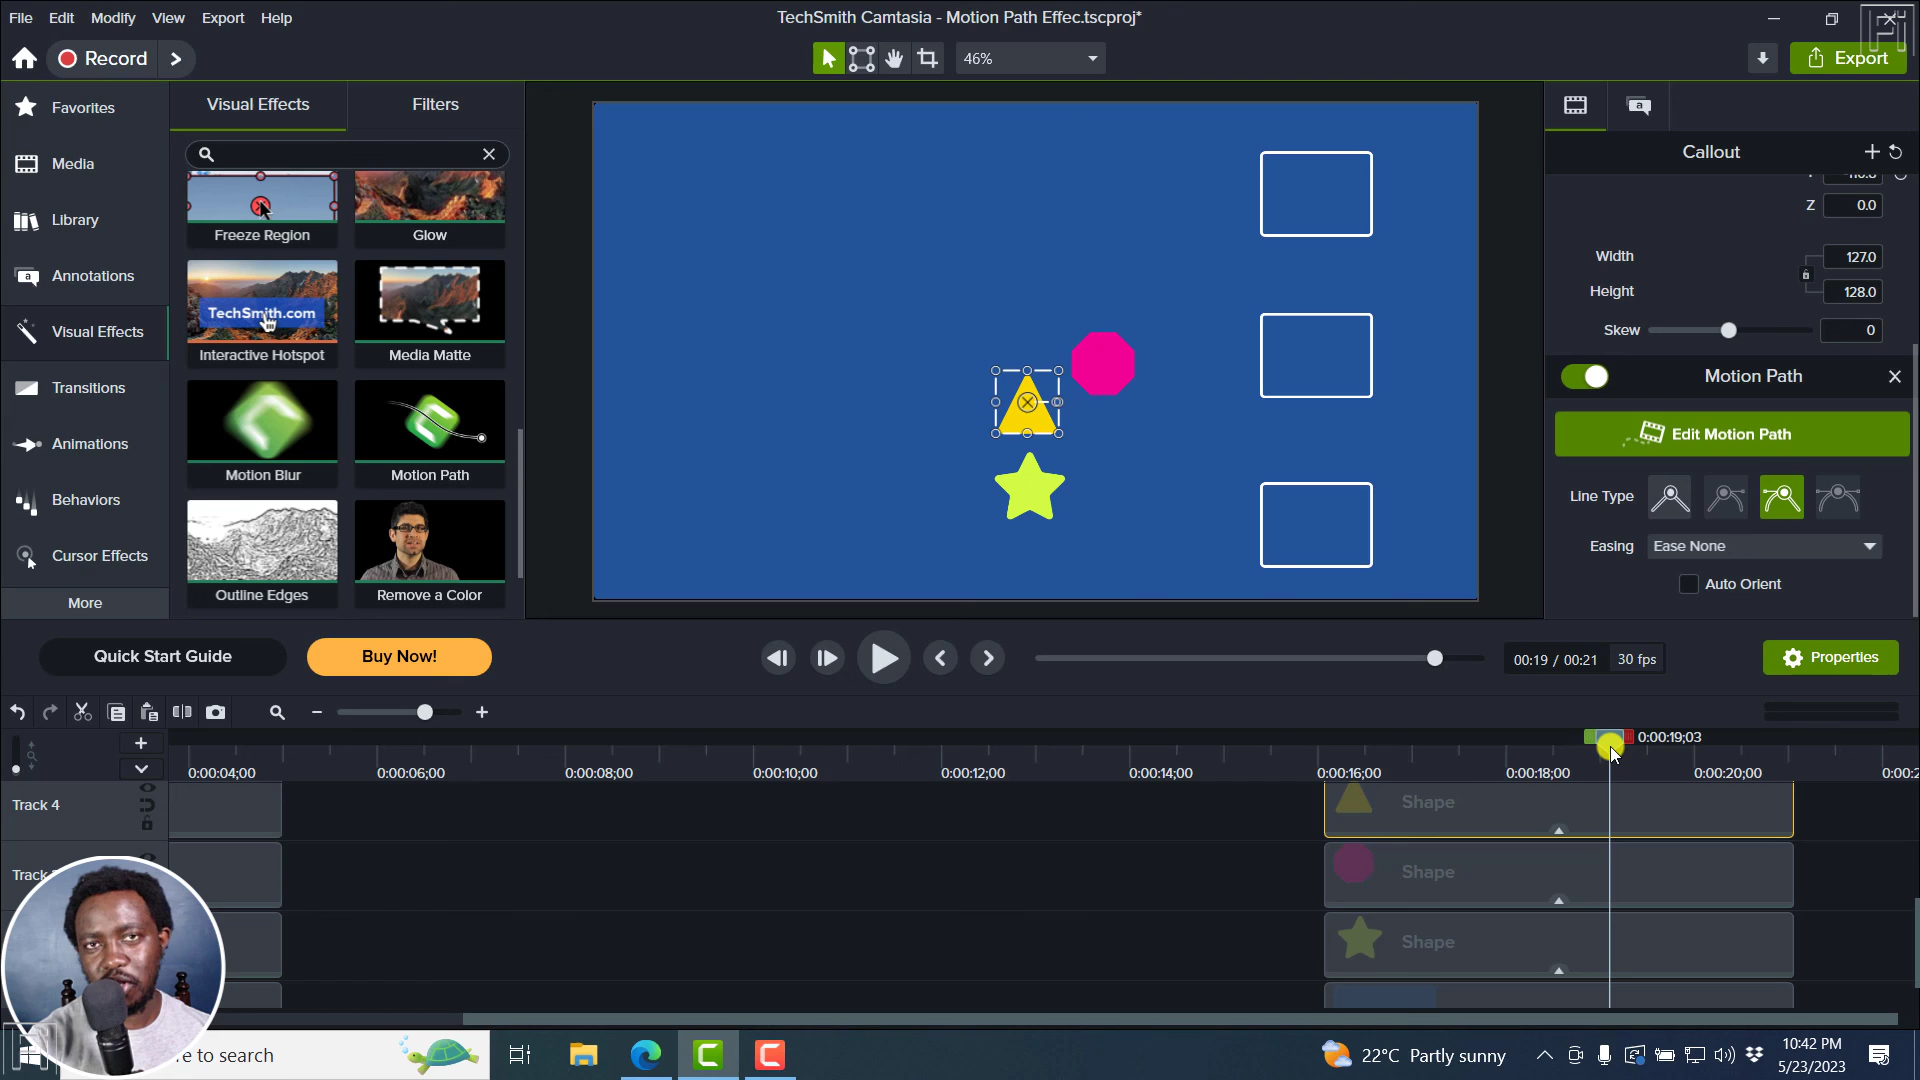 File Edit Modify View Export Help
TechSmith Camtasia - Motion Path Effec.tscproj*
Record
46%
Export
Favorites
Media
Library
Annotations
Visual Effects
Transitions
Animations
Behaviors
Cursor Effects
More
Visual Effects
Filters
Freeze Region
Glow
TechSmith.com
Interactive Hotspot
Media Matte
Motion Blur
Motion Path
Outline Edges
Remove a Color
Callout
Z 0.0
Width 127.0
Height 128.0
Skew 0
Motion Path
Edit Motion Path
Line Type
Easing Ease None
Auto Orient
Quick Start Guide
Buy Now!
00:19 / 00:21 30 fps
Properties
0:00:19;03
0:00:04;00 0:00:06;00 0:00:08;00 0:00:10;00 0:00:12;00 0:00:14;00 0:00:16;00 0:00:18;00 0:00:20;00 0:00:2
Track 4
Shape
Shape
Shape
re to search
22°C Partly sunny
10:42 PM
5/23/2023